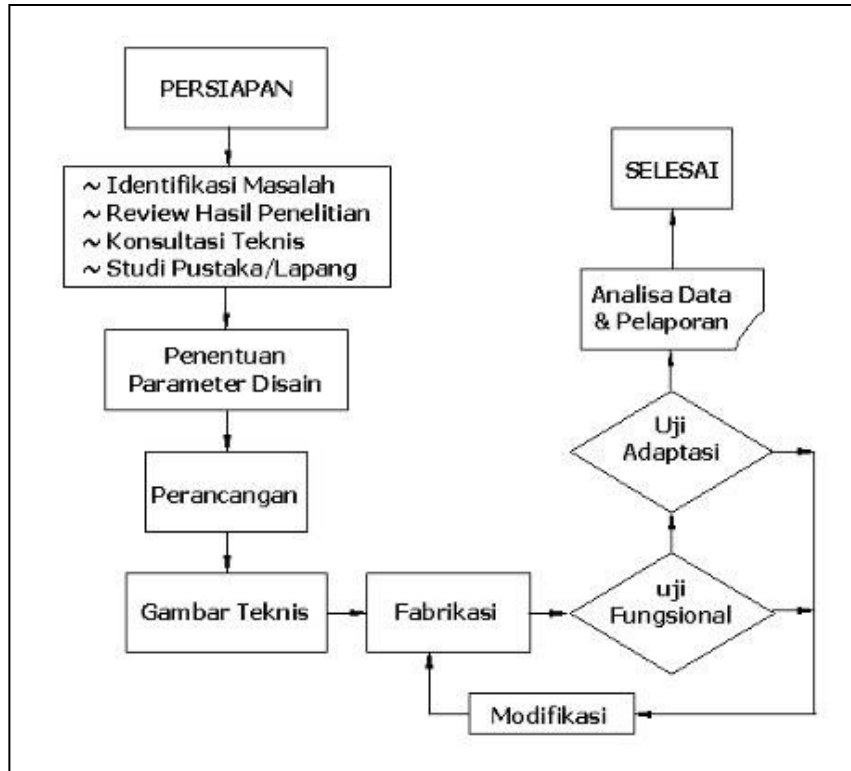 PERSIAPAN
~ Identifikasi Masalah
~ Review Hasil Penelitian
~ Konsultasi Teknis
~ Studi Pustaka/Lapang
Penentuan
Parameter Disain
Perancangan
Gambar Teknis
Fabrikasi
uji
Fungsional
Modifikasi
Uji
Adaptasi
Analisa Data
& Pelaporan
SELESAI